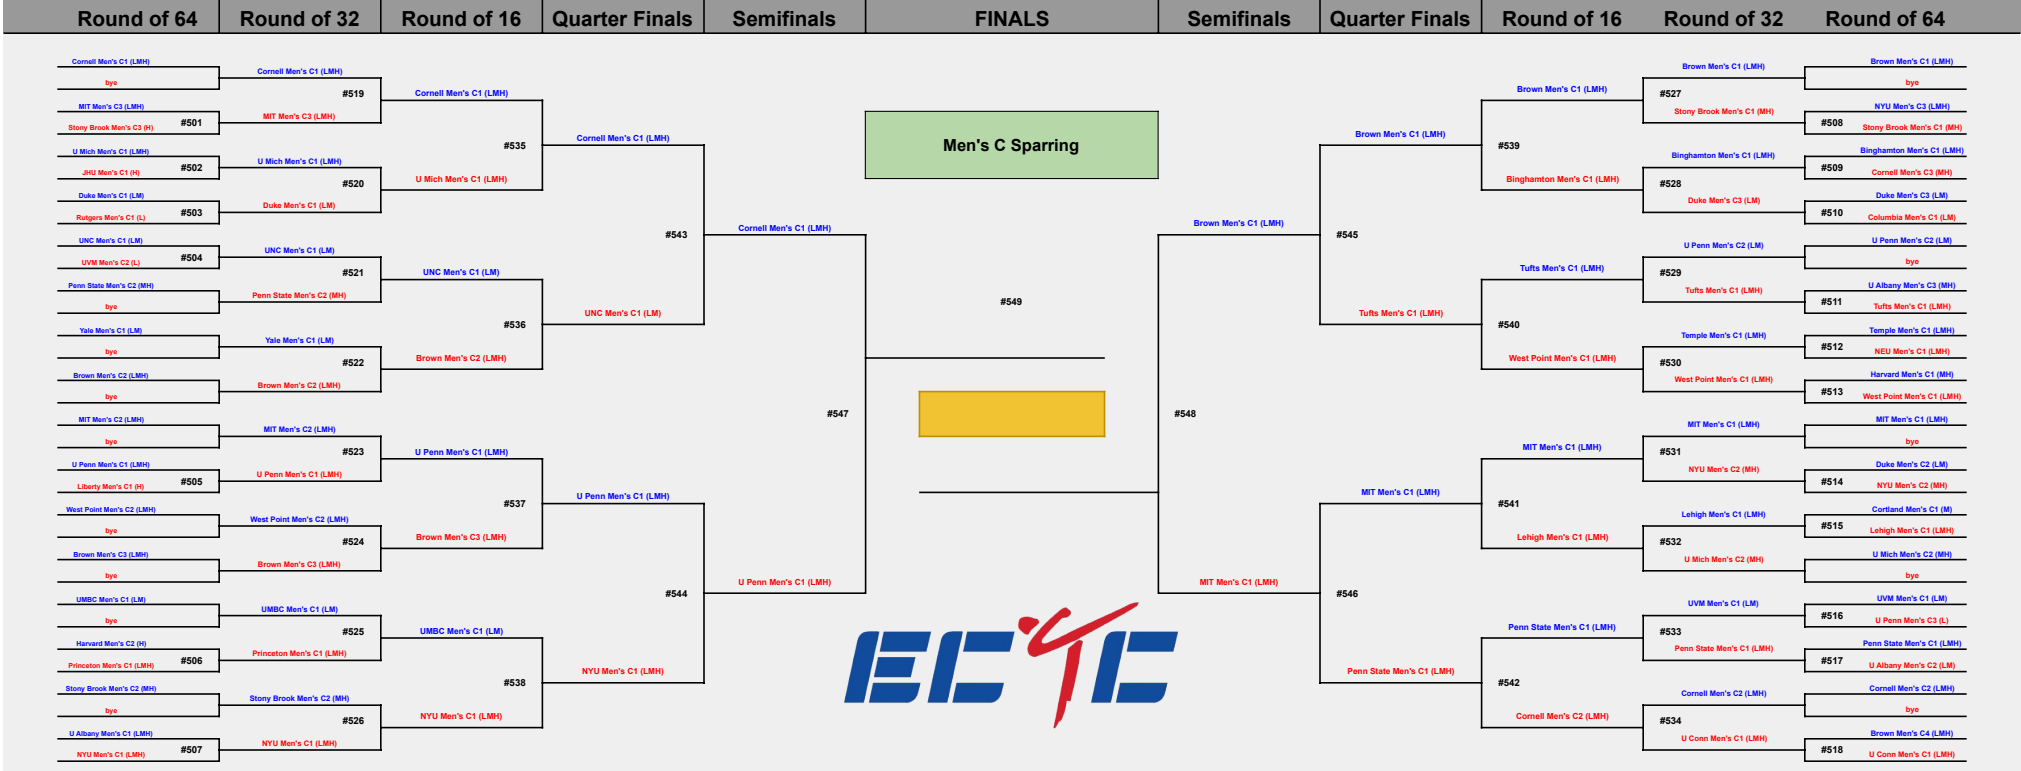 Round of 64
Round of 32
Round of 16
Quarter Finals
Semifinals
FINALS
Semifinals
Quarter Finals
Round of 16
Round of 32
Round of 64
Cornell Men's C1 (LMH)
bye
MIT Men's C3 (LMH)
#501
Stony Brook Men's C3 (H)
U Mich Men's C1 (LMH)
#502
JHU Men's C1 (H)
Duke Men's C1 (LM)
#503
Rutgers Men's C1 (L)
UNC Men's C1 (LM)
#504
UVM Men's C2 (L)
Penn State Men's C2 (MH)
bye
Yale Men's C1 (LM)
bye
Brown Men's C2 (LMH)
bye
MIT Men's C2 (LMH)
bye
U Penn Men's C1 (LMH)
#505
Liberty Men's C1 (H)
West Point Men's C2 (LMH)
bye
Brown Men's C3 (LMH)
bye
UMBC Men's C1 (LM)
bye
Harvard Men's C2 (H)
#506
Princeton Men's C1 (LMH)
Stony Brook Men's C2 (MH)
bye
U Albany Men's C1 (LMH)
#507
NYU Men's C1 (LMH)
Cornell Men's C1 (LMH)
#519
MIT Men's C3 (LMH)
U Mich Men's C1 (LMH)
#520
Duke Men's C1 (LM)
UNC Men's C1 (LM)
#521
Penn State Men's C2 (MH)
Yale Men's C1 (LM)
#522
Brown Men's C2 (LMH)
MIT Men's C2 (LMH)
#523
U Penn Men's C1 (LMH)
West Point Men's C2 (LMH)
#524
Brown Men's C3 (LMH)
UMBC Men's C1 (LM)
#525
Princeton Men's C1 (LMH)
Stony Brook Men's C2 (MH)
#526
NYU Men's C1 (LMH)
Cornell Men's C1 (LMH)
#535
U Mich Men's C1 (LMH)
UNC Men's C1 (LM)
#536
Brown Men's C2 (LMH)
U Penn Men's C1 (LMH)
#537
Brown Men's C3 (LMH)
UMBC Men's C1 (LM)
#538
NYU Men's C1 (LMH)
Cornell Men's C1 (LMH)
#543
UNC Men's C1 (LM)
U Penn Men's C1 (LMH)
#544
NYU Men's C1 (LMH)
Cornell Men's C1 (LMH)
#547
U Penn Men's C1 (LMH)
Men's C Sparring
#549
ECTC
Brown Men's C1 (LMH)
#548
MIT Men's C1 (LMH)
Brown Men's C1 (LMH)
#545
Tufts Men's C1 (LMH)
MIT Men's C1 (LMH)
#546
Penn State Men's C1 (LMH)
Brown Men's C1 (LMH)
#539
Binghamton Men's C1 (LMH)
Tufts Men's C1 (LMH)
#540
West Point Men's C1 (LMH)
MIT Men's C1 (LMH)
#541
Lehigh Men's C1 (LMH)
Penn State Men's C1 (LMH)
#542
Cornell Men's C2 (LMH)
Brown Men's C1 (LMH)
#527
Stony Brook Men's C1 (MH)
Binghamton Men's C1 (LMH)
#528
Duke Men's C3 (LM)
U Penn Men's C2 (LM)
#529
Tufts Men's C1 (LMH)
Temple Men's C1 (LMH)
#530
West Point Men's C1 (LMH)
MIT Men's C1 (LMH)
#531
NYU Men's C2 (MH)
Lehigh Men's C1 (LMH)
#532
U Mich Men's C2 (MH)
UVM Men's C1 (LM)
#533
Penn State Men's C1 (LMH)
Cornell Men's C2 (LMH)
#534
U Conn Men's C1 (LMH)
Brown Men's C1 (LMH)
bye
NYU Men's C3 (LMH)
#508
Stony Brook Men's C1 (MH)
Binghamton Men's C1 (LMH)
#509
Cornell Men's C3 (MH)
Duke Men's C3 (LM)
#510
Columbia Men's C1 (LM)
U Penn Men's C2 (LM)
bye
U Albany Men's C3 (MH)
#511
Tufts Men's C1 (LMH)
Temple Men's C1 (LMH)
#512
NEU Men's C1 (LMH)
Harvard Men's C1 (MH)
#513
West Point Men's C1 (LMH)
MIT Men's C1 (LMH)
bye
Duke Men's C2 (LM)
#514
NYU Men's C2 (MH)
Cortland Men's C1 (M)
#515
Lehigh Men's C1 (LMH)
U Mich Men's C2 (MH)
bye
UVM Men's C1 (LM)
#516
U Penn Men's C3 (L)
Penn State Men's C1 (LMH)
#517
U Albany Men's C2 (LM)
Cornell Men's C2 (LMH)
bye
Brown Men's C4 (LMH)
#518
U Conn Men's C1 (LMH)